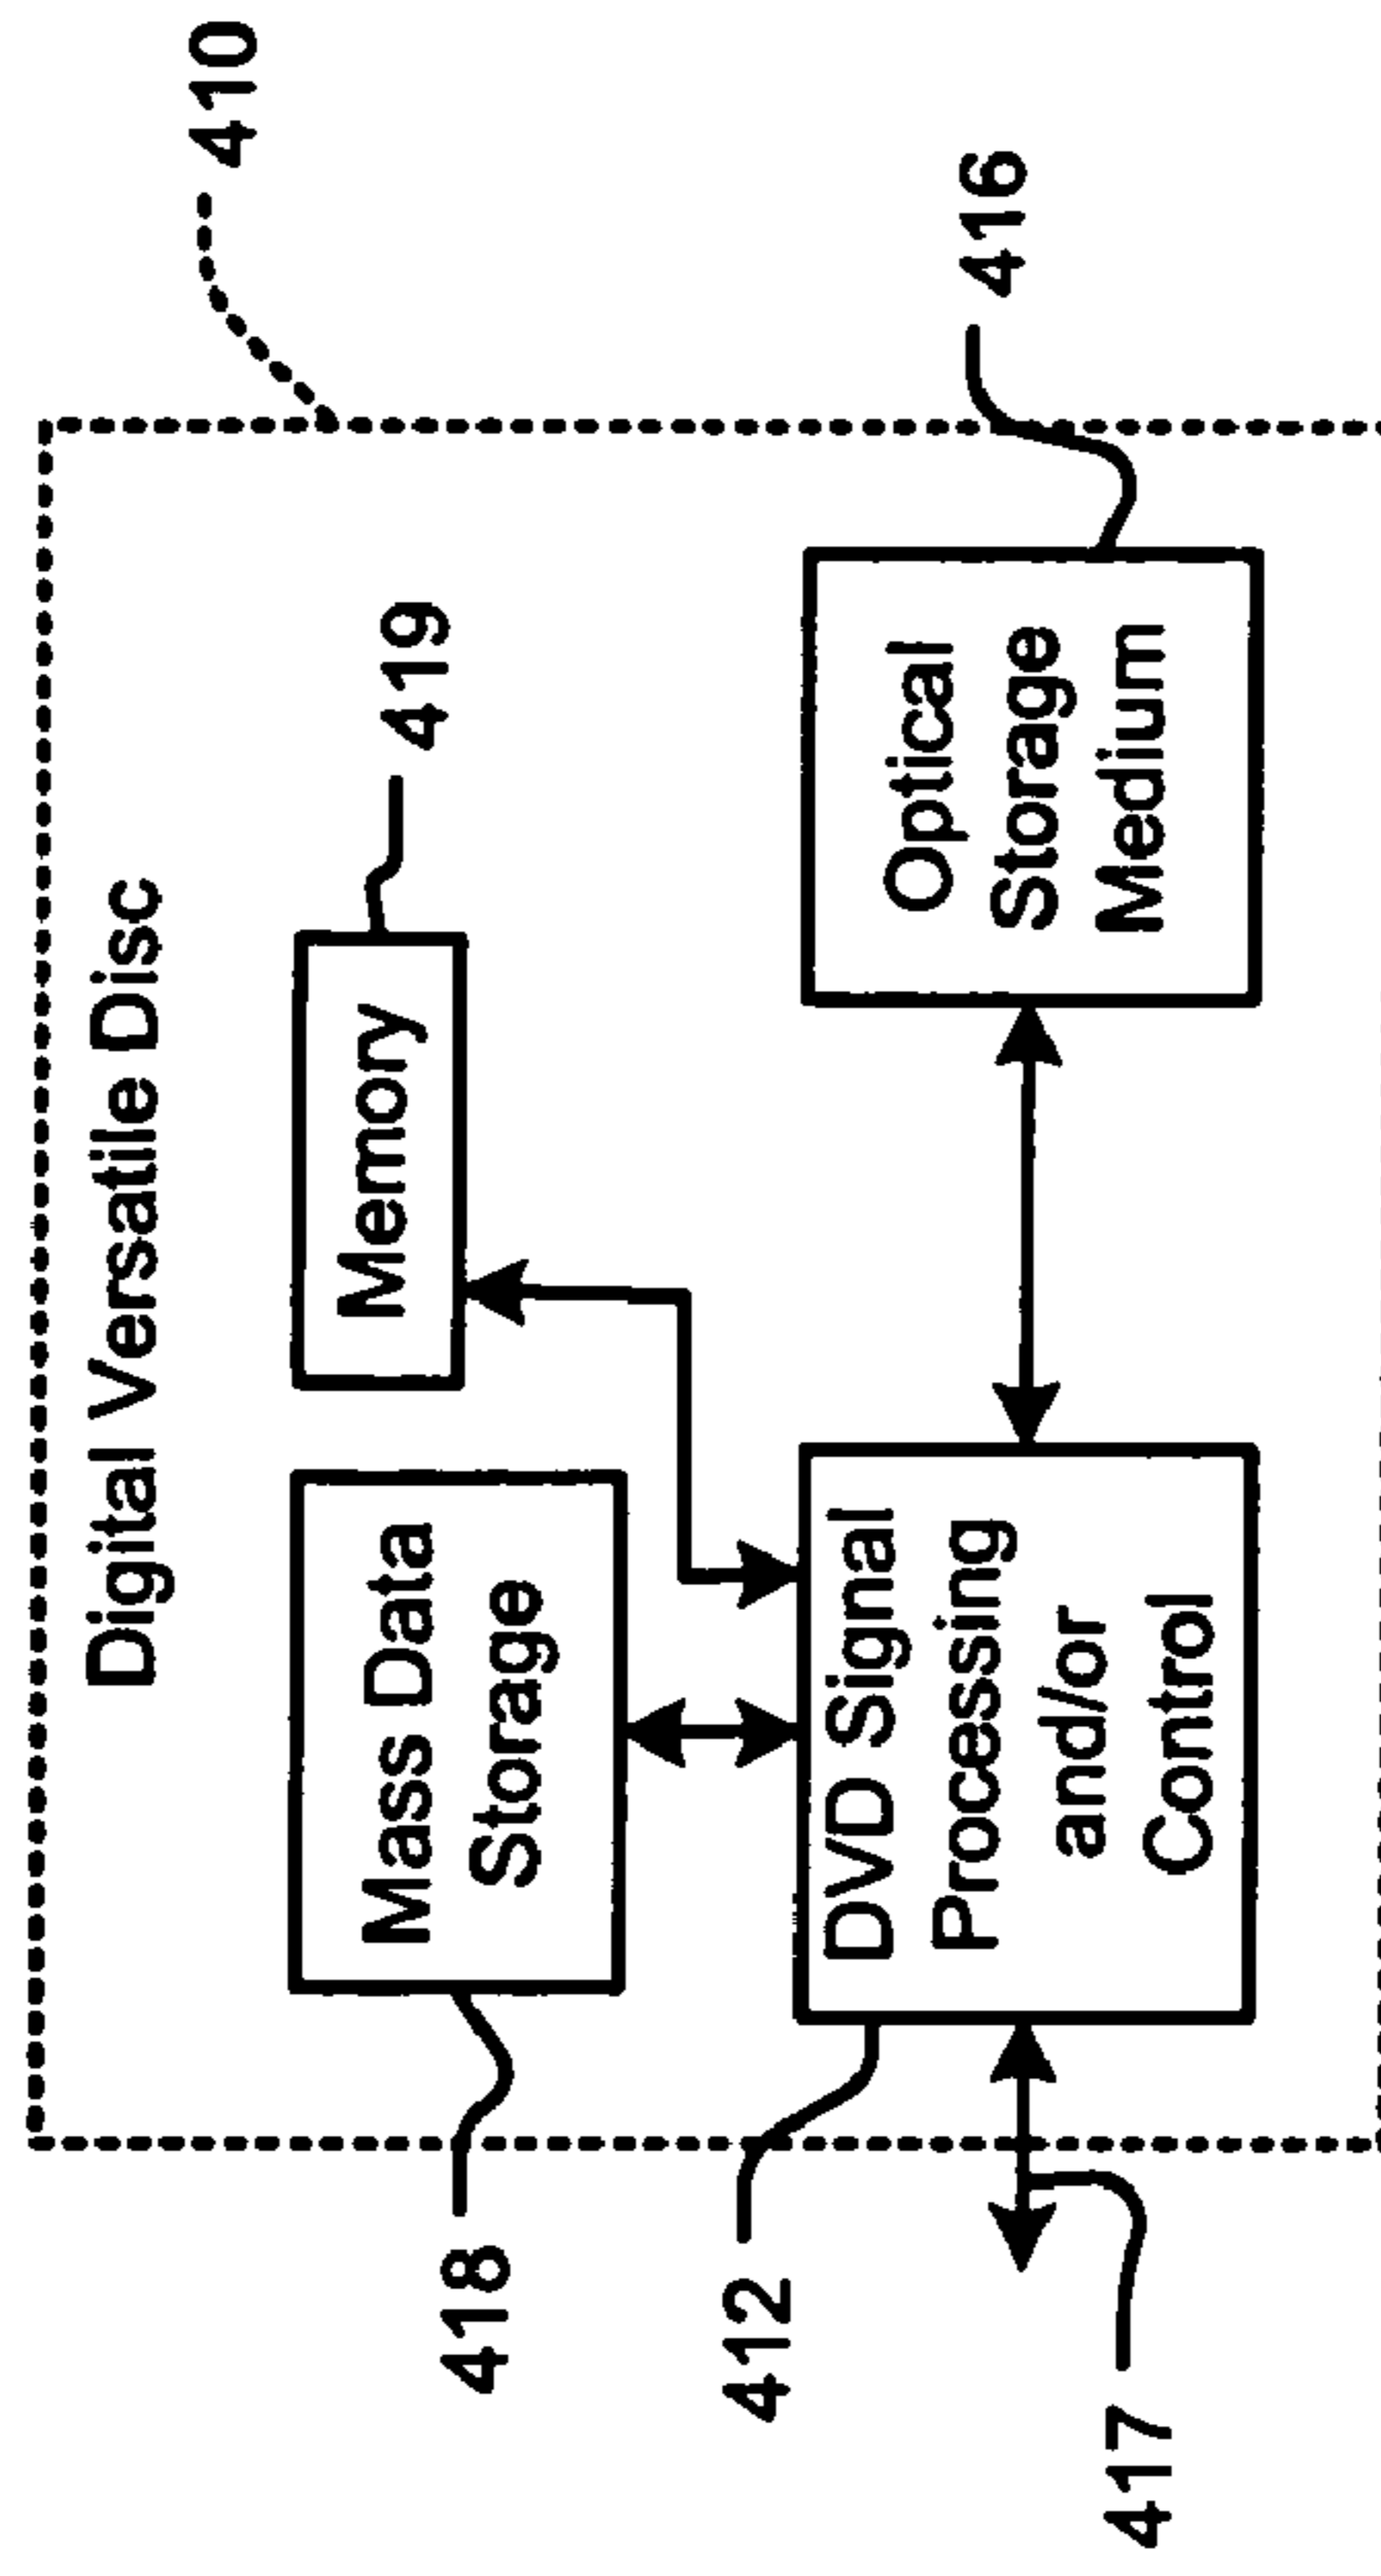 410
Digital Versatile Disc
419
Memory
418
Mass Data
Storage
416
412
DVD Signal
Processing
and/or
Control
Optical
Storage
Medium
417